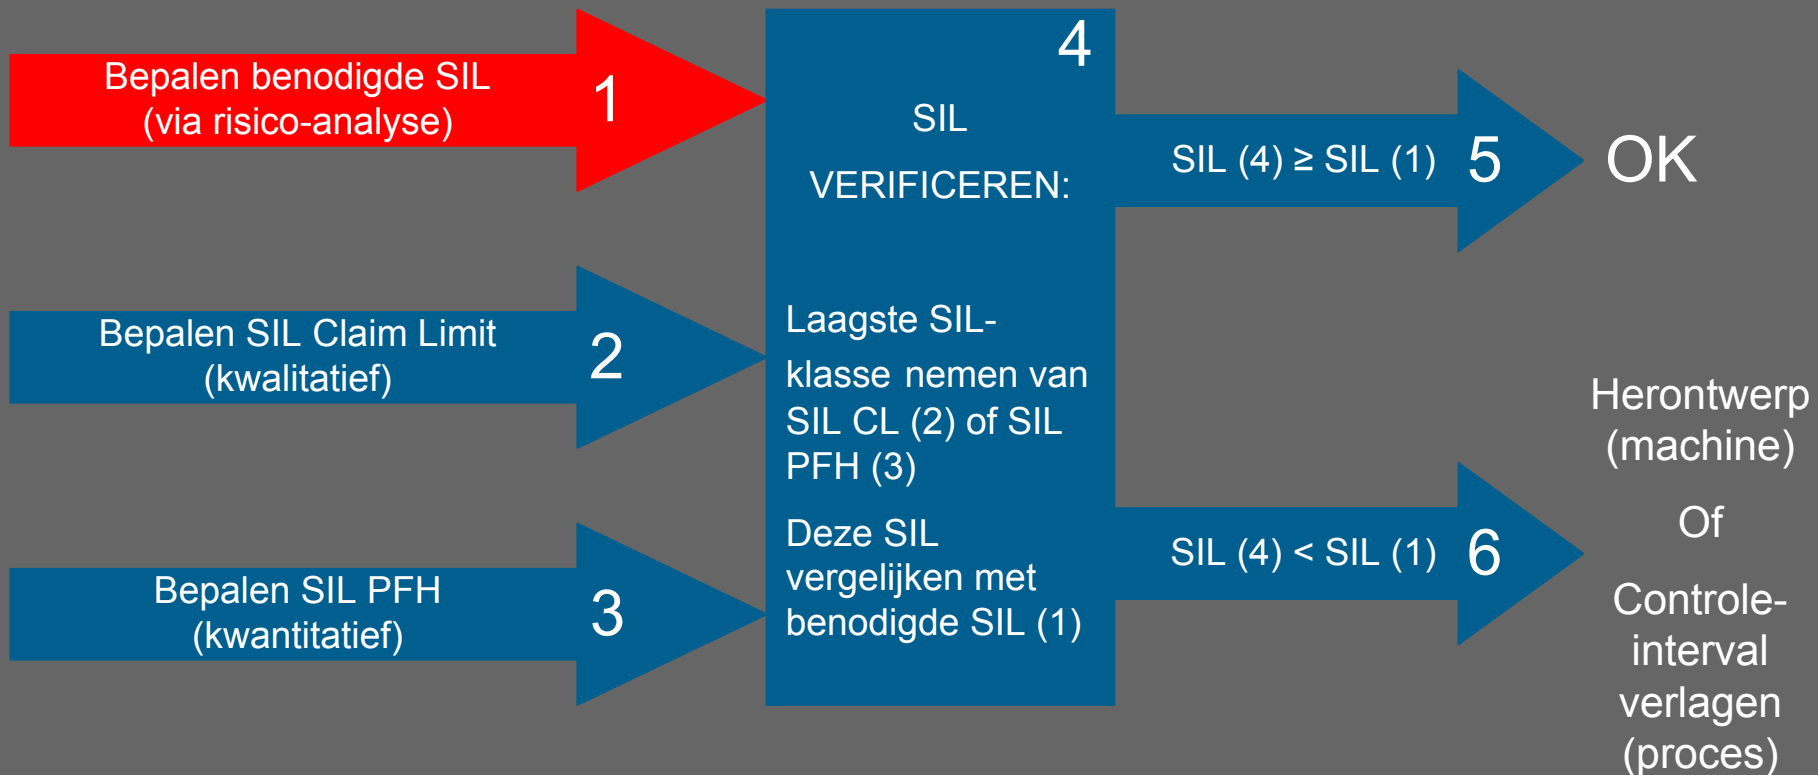 Bepalen benodigde SIL
(via risico-analyse)
1
Bepalen SIL Claim Limit
(kwalitatief)
2
Bepalen SIL PFH
(kwantitatief)
3
4
SIL
VERIFICEREN:
Laagste SIL-
klasse nemen van
SIL CL (2) of SIL
PFH (3)
Deze SIL
vergelijken met
benodigde SIL (1)
SIL (4) ≥ SIL (1) 5
OK
SIL (4) < SIL (1) 6
Herontwerp
(machine)
Of
Controle-
interval
verlagen
(proces)